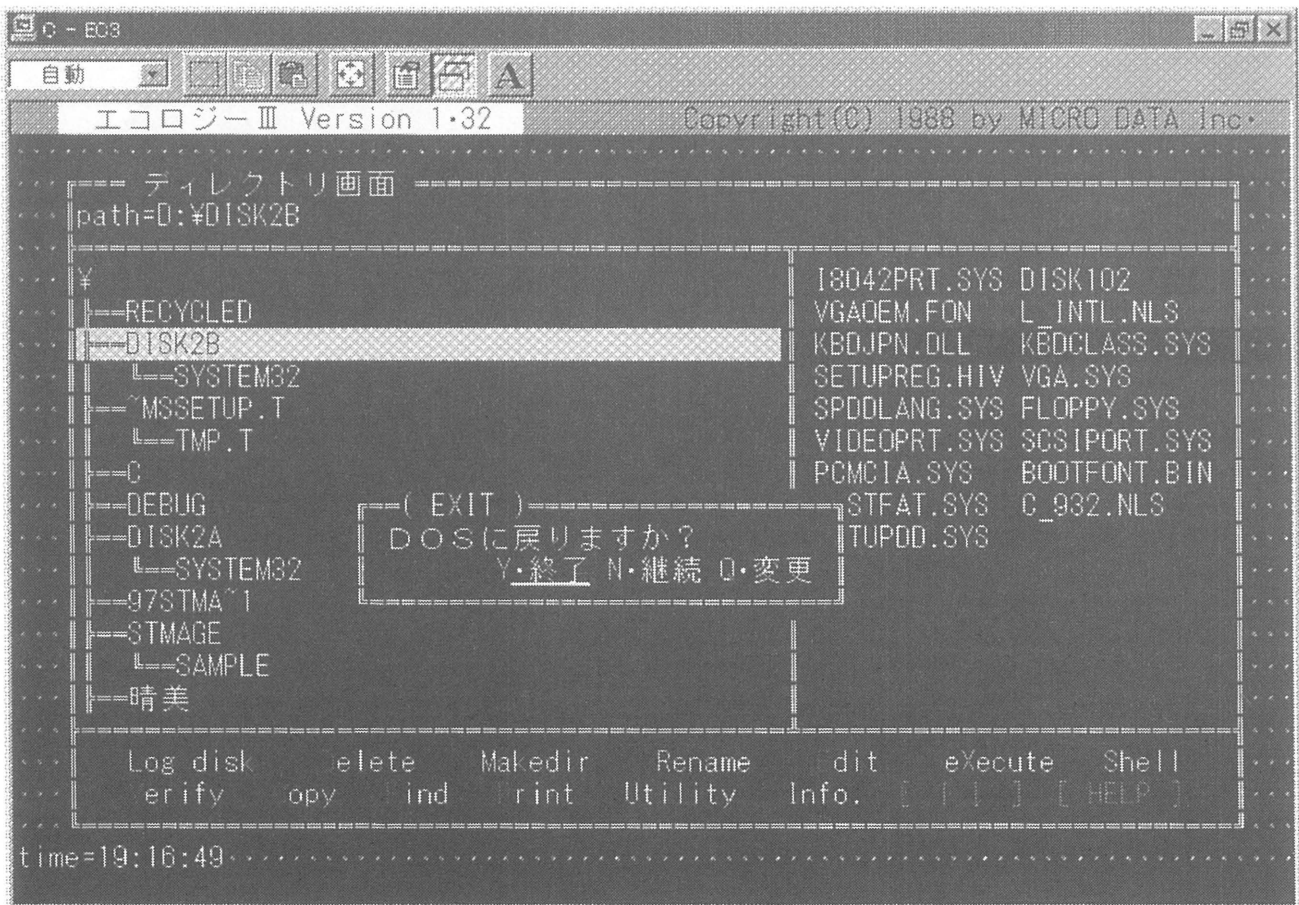 C - EC3
自動 A
エコロジーⅢ Version 1・32 Copyright(C) 1988 by MICRO DATA Inc・
ディレクトリ画面
path=D:¥DISK2B
¥
RECYCLED
DISK2B
SYSTEM32
~MSSETUP.T
TMP.T
C
DEBUG
DISK2A
SYSTEM32
97STMA~1
STMAGE
SAMPLE
晴美
I8042PRT.SYS DISK102
VGAOEM.FON L_INTL.NLS
KBDJPN.DLL KBDCLASS.SYS
SETUPREG.HIV VGA.SYS
SPDDLANG.SYS FLOPPY.SYS
VIDEOPRT.SYS SCSIPORT.SYS
PCMCIA.SYS BOOTFONT.BIN
STFAT.SYS C_932.NLS
TUPDD.SYS
( EXIT )
DOSに戻りますか?
Y・終了 N・継続 O・変更
Log disk elete Makedir Rename dit eXecute Shell
erify opy ind rint Utility Info. [ HELP ]
time=19:16:49